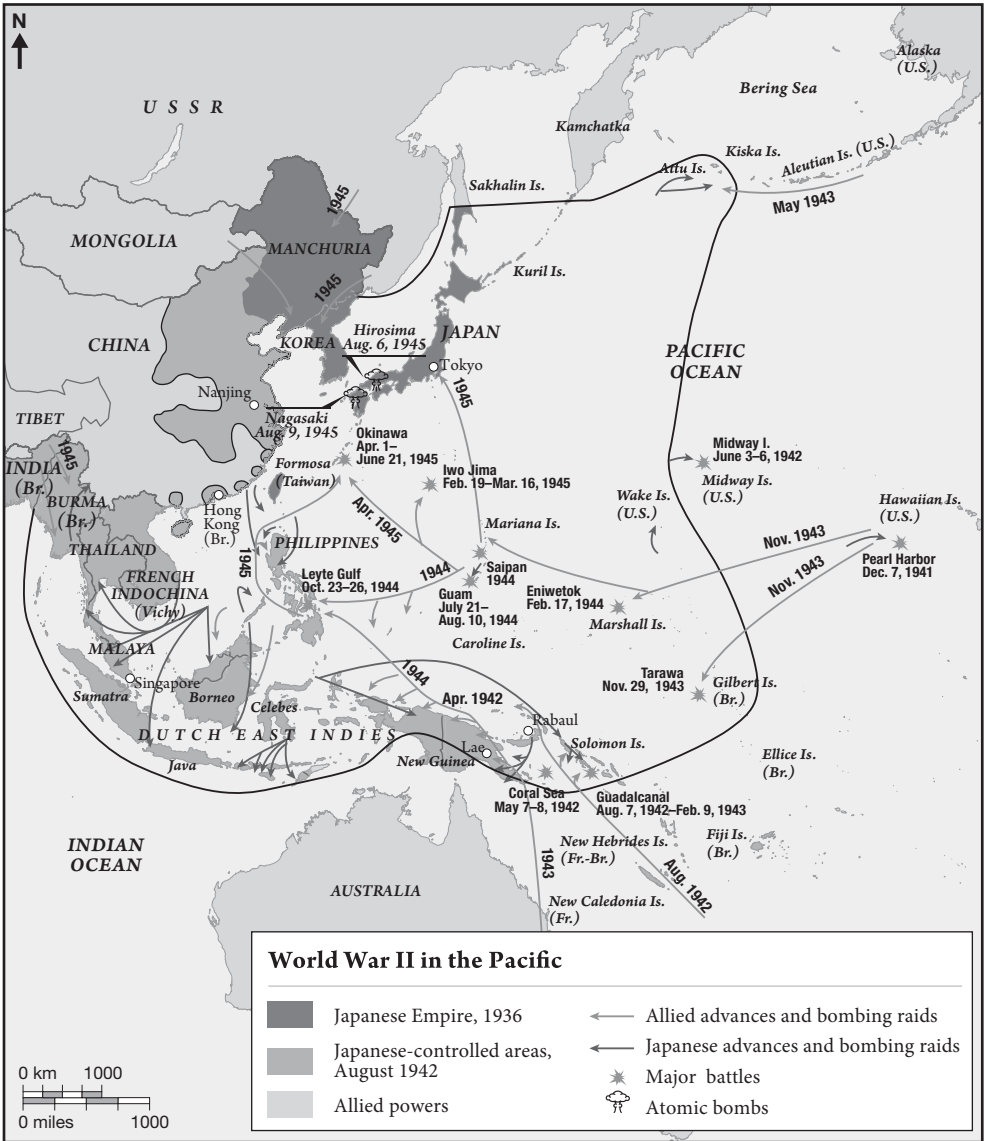 N
Alaska
(U.S.)
Bering Sea
U S S R
Kamchatka
Kiska Is.
Aleutian Is. (U.S.)
Attu Is.
May 1943
Sakhalin Is.
1945
MONGOLIA
MANCHURIA
Kuril Is.
1945
Hirosima
Aug. 6, 1945
JAPAN
KOREA
CHINA
PACIFIC
OCEAN
Tokyo
1945
Nanjing
Nagasaki
Aug. 9, 1945
TIBET
Okinawa
Apr. 1–
June 21, 1945
Midway I.
June 3–6, 1942
Midway Is.
(U.S.)
1945
INDIA
(Br.)
Formosa
(Taiwan)
Iwo Jima
Feb. 19–Mar. 16, 1945
Wake Is.
(U.S.)
Hawaiian Is.
(U.S.)
BURMA
(Br.)
Hong
Kong
(Br.)
Apr. 1945
Mariana Is.
Nov. 1943
PHILIPPINES
THAILAND
1945
Saipan
1944
Pearl Harbor
Dec. 7, 1941
FRENCH
INDOCHINA
(Vichy)
Leyte Gulf
Oct. 23–26, 1944
1944
Nov. 1943
Guam
July 21–
Aug. 10, 1944
Eniwetok
Feb. 17, 1944
Marshall Is.
Caroline Is.
MALAYA
Singapore
1944
Tarawa
Nov. 29, 1943
Gilbert Is.
(Br.)
Sumatra
Borneo
Celebes
Apr. 1942
Rabaul
DUTCH EAST INDIES
Lae
Solomon Is.
New Guinea
Java
Ellice Is.
(Br.)
Coral Sea
May 7–8, 1942
Guadalcanal
Aug. 7, 1942–Feb. 9, 1943
INDIAN
OCEAN
New Hebrides Is.
(Fr.-Br.)
Fiji Is.
(Br.)
1943
Aug. 1942
AUSTRALIA
New Caledonia Is.
(Fr.)
World War II in the Pacific
Japanese Empire, 1936
Japanese-controlled areas,
August 1942
Allied powers
Allied advances and bombing raids
Japanese advances and bombing raids
Major battles
Atomic bombs
0 km 1000
0 miles 1000